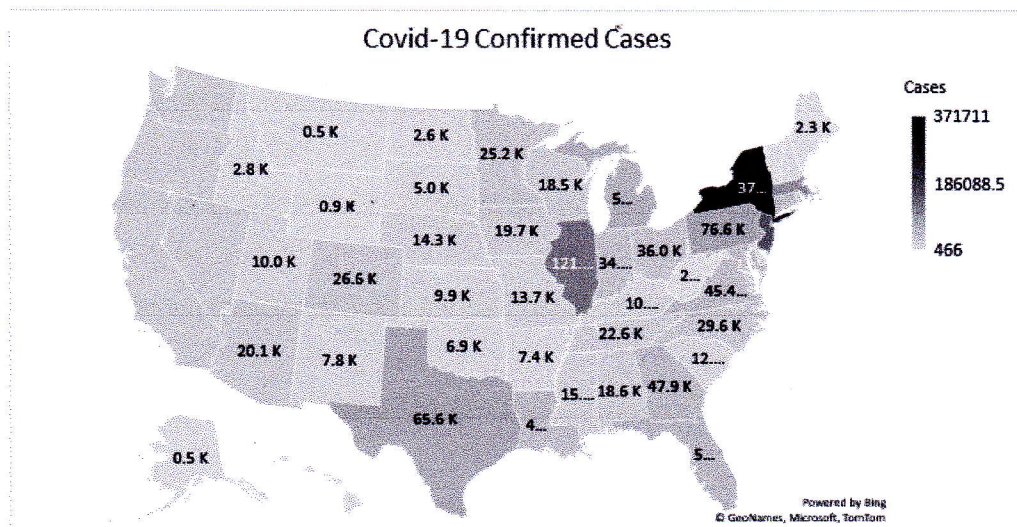 Covid-19 Confirmed Cases
Cases
371711
186088.5
466
2.3 K
0.5 K
2.6 K
25.2 K
2.8 K
5.0 K
18.5 K
5...
37...
0.9 K
14.3 K
19.7 K
76.6 K
10.0 K
26.6 K
121...
34....
36.0 K
2...
45.4...
9.9 K
13.7 K
10....
29.6 K
20.1 K
7.8 K
6.9 K
7.4 K
22.6 K
12....
15....
18.6 K
47.9 K
65.6 K
4...
0.5 K
5...
Powered by Bing
© GeoNames, Microsoft, TomTom